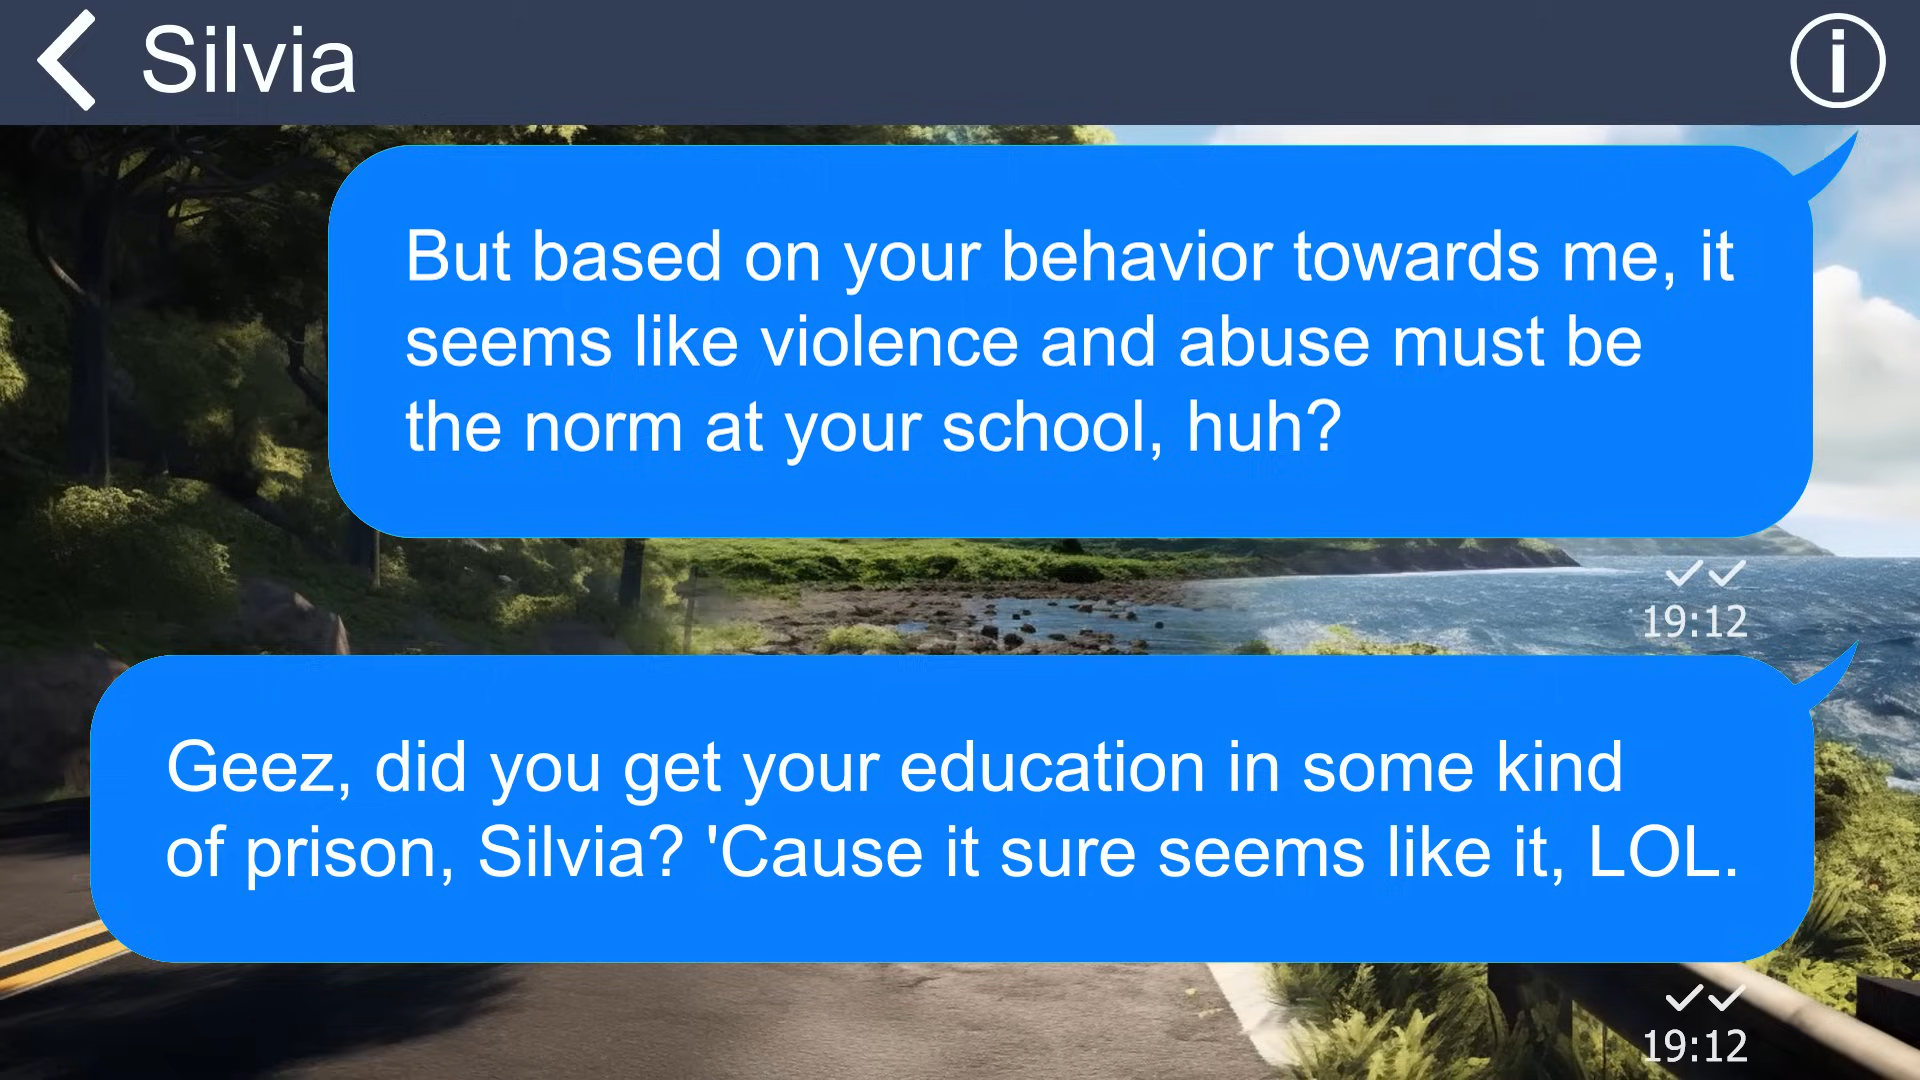 Silvia
But based on your behavior towards me, it
seems like violence and abuse must be
the norm at your school, huh?
19:12
Geez, did you get your education in some kind
of prison, Silvia? 'Cause it sure seems like it, LOL.
19:12